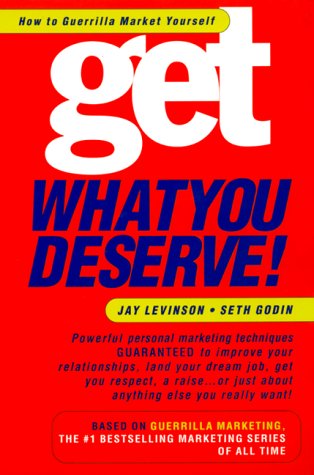 How to Guerrilla Market Yourself
get
WHAT YOU
DESERVE!
JAY LEVINSON • SETH GODIN
Powerful personal marketing techniques
GUARANTEED to improve your
relationships, land your dream job, get
you respect, a raise...or just about
anything else you really want!
BASED ON GUERRILLA MARKETING,
THE #1 BESTSELLING MARKETING SERIES
OF ALL TIME